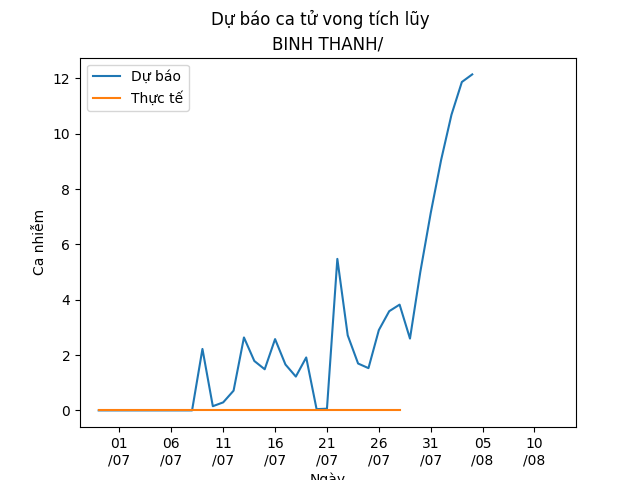 Dự báo ca tử vong tích lũy
BINH THANH/
Dự báo
Thực tế
Ca nhiễm
12
10
8
6
4
2
0
01 06 11 16 21 26 31 05 10
/07 /07 /07 /07 /07 /07 /07 /08 /08
Ngày